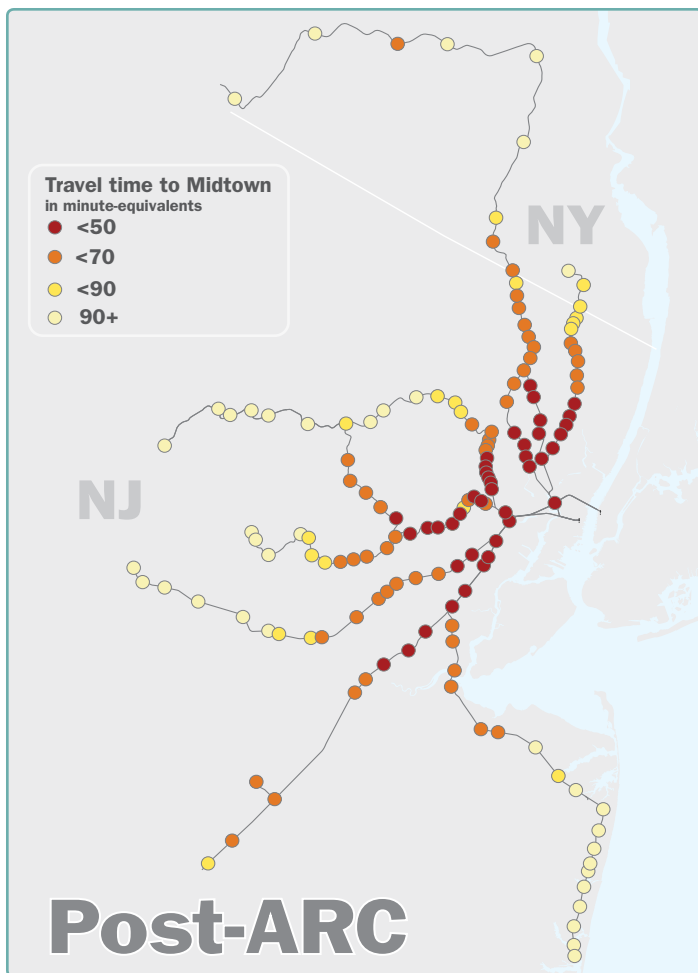 Travel time to Midtown
in minute-equivalents
<50
<70
<90
90+
NY
NJ
Post-ARC